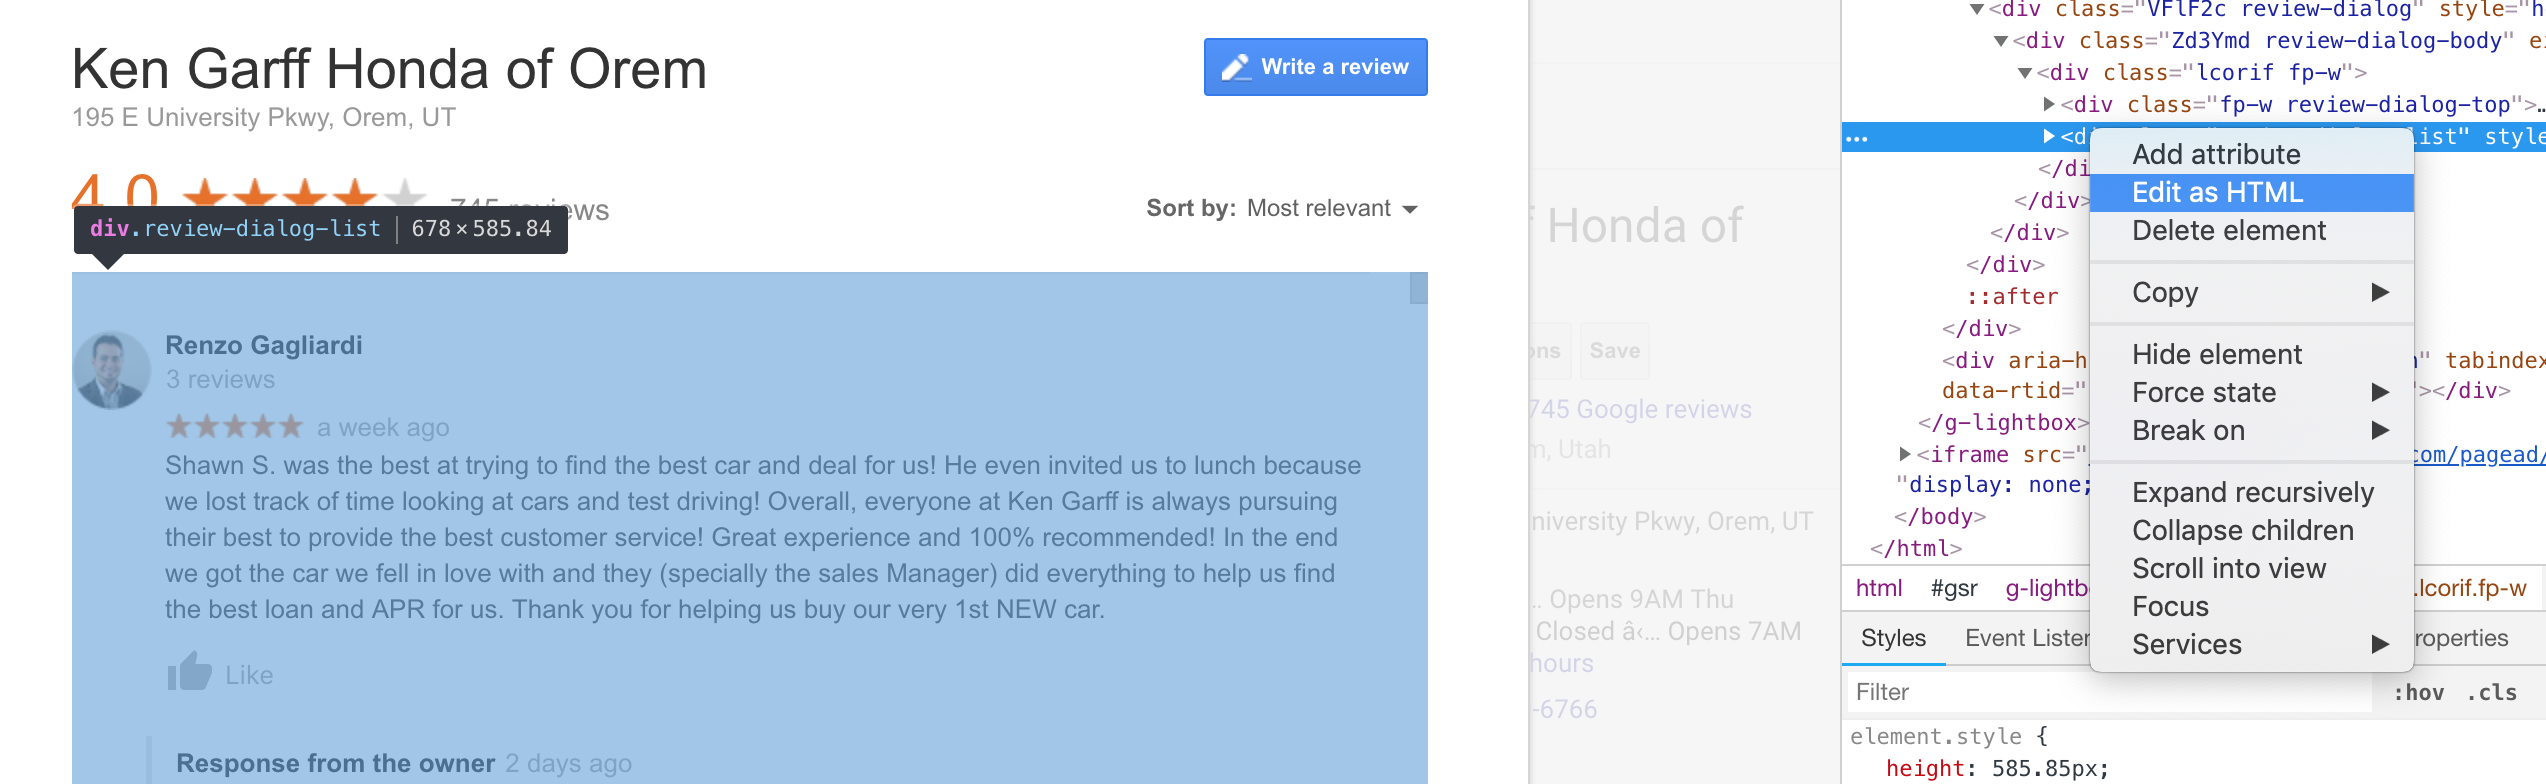 Ken Garff Honda of Orem
Write a review
195 E University Pkwy, Orem, UT
4.0
745 reviews
Sort by: Most relevant
div.review-dialog-list | 678×585.84
Renzo Gagliardi
3 reviews
a week ago
Shawn S. was the best at trying to find the best car and deal for us! He even invited us to lunch because
we lost track of time looking at cars and test driving! Overall, everyone at Ken Garff is always pursuing
their best to provide the best customer service! Great experience and 100% recommended! In the end
we got the car we fell in love with and they (specially the sales Manager) did everything to help us find
the best loan and APR for us. Thank you for helping us buy our very 1st NEW car.
Like
Response from the owner 2 days ago
f Honda of
ons
Save
745 Google reviews
m, Utah
niversity Pkwy, Orem, UT
… Opens 9AM Thu
Closed â‹… Opens 7AM
hours
-6766
<div class="VFlF2c review-dialog" style="h
<div class="Zd3Ymd review-dialog-body" ei
<div class="lcorif fp-w">
<div class="fp-w review-dialog-top">…
… <di ist" style
</di
</div>
</div>
</div>
::after
</div>
<div aria-h " tabindex
data-rtid=" "></div>
</g-lightbox>
<iframe src=" com/pagead/
"display: none;
</body>
</html>
html #gsr g-lightb .lcorif.fp-w
Styles Event Listen roperties
Filter
:hov .cls
element.style {
height: 585.85px;
Add attribute
Edit as HTML
Delete element
Copy
Hide element
Force state
Break on
Expand recursively
Collapse children
Scroll into view
Focus
Services